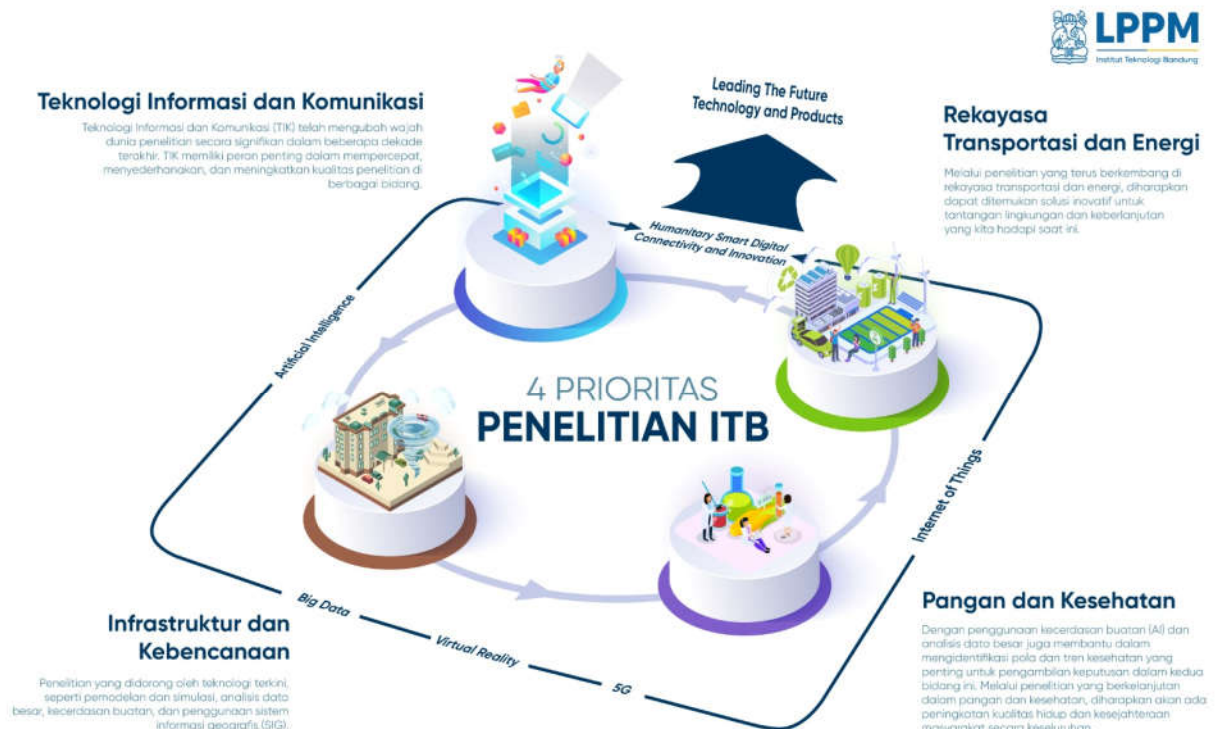 LPPM
Institut Teknologi Bandung
Teknologi Informasi dan Komunikasi
Teknologi Informasi dan Komunikasi (TIK) telah mengubah wajah
dunia penelitian secara signifikan dalam beberapa dekade
terakhir. TIK memiliki peran penting dalam mempercepat,
menyederhanakan, dan meningkatkan kualitas penelitian di
berbagai bidang.
Leading The Future
Technology and Products
Rekayasa
Transportasi dan Energi
Melalui penelitian yang terus berkembang di
rekayasa transportasi dan energi, diharapkan
dapat ditemukan solusi inovatif untuk
tantangan lingkungan dan keberlanjutan
yang kita hadapi saat ini.
Humanitary Smart Digital
Connectivity and Innovation
Artificial Intelligence
4 PRIORITAS
PENELITIAN ITB
Internet of Things
Big Data
Virtual Reality
5G
Infrastruktur dan
Kebencanaan
Penelitian yang didorong oleh teknologi terkini,
seperti pemodelan dan simulasi, analisis data
besar, kecerdasan buatan, dan penggunaan sistem
informasi geografis (SIG).
Pangan dan Kesehatan
Dengan penggunaan kecerdasan buatan (AI) dan
analisis data besar juga membantu dalam
mengidentifikasi pola dan tren kesehatan yang
penting untuk pengambilan keputusan dalam kedua
bidang ini. Melalui penelitian yang berkelanjutan
dalam pangan dan kesehatan, diharapkan akan ada
peningkatan kualitas hidup dan kesejahteraan
masyarakat secara keseluruhan.